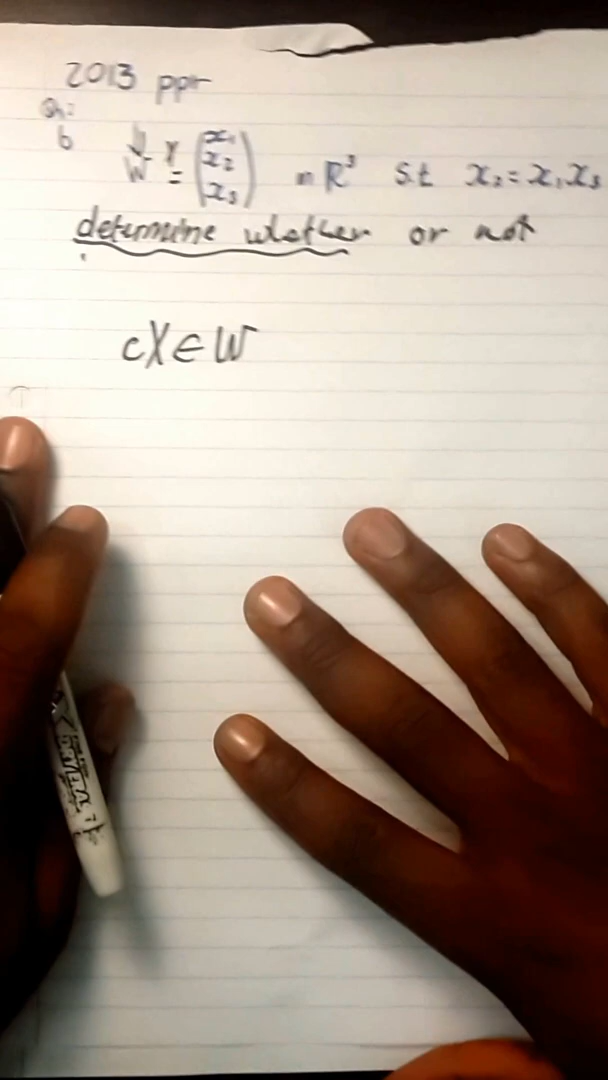 2013 ppr
Qn:
6 W X = (x₁ x₂ x₃) in R³ s.t x₂ = x₁x₃
determine whether or not
cX ∈ W